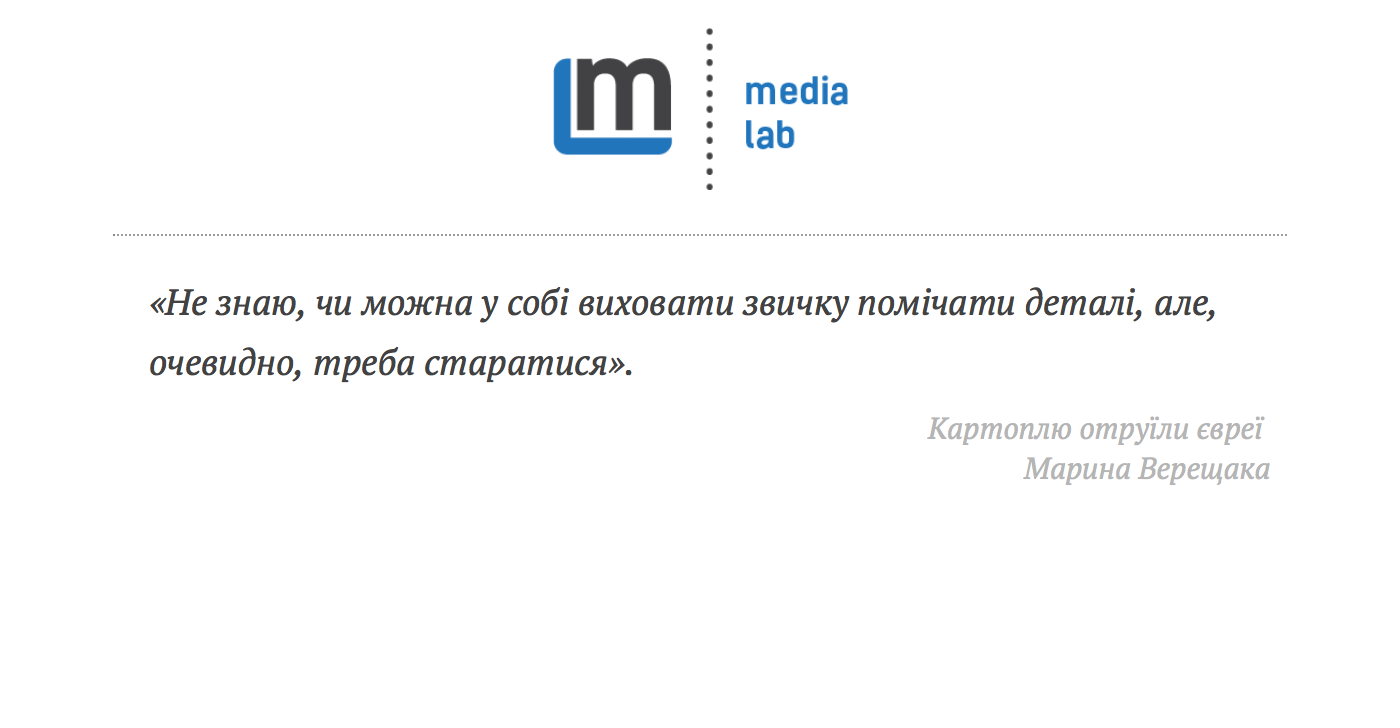 m
media
lab
«Не знаю, чи можна у собі виховати звичку помічати деталі, але,
очевидно, треба старатися».
Картоплю отруїли євреї
Марина Верещака